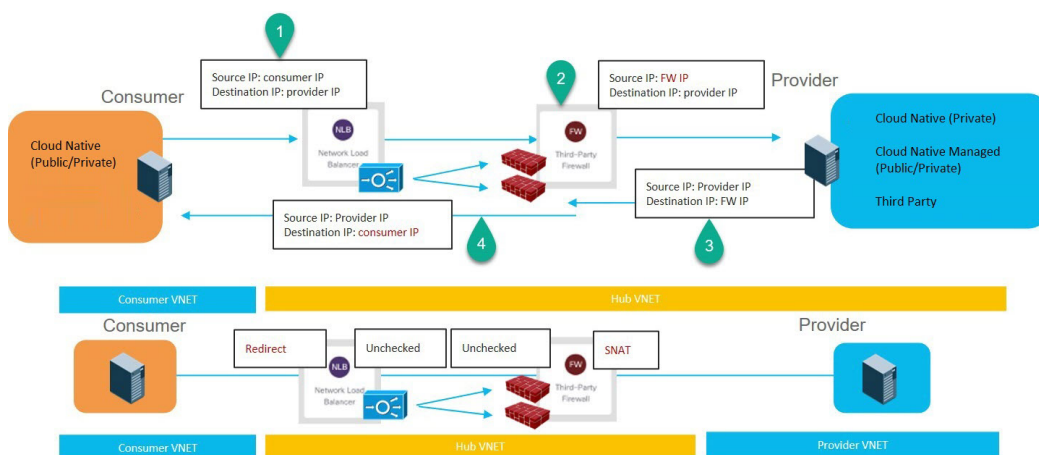 1
Source IP: consumer IP
Destination IP: provider IP
2
Source IP: FW IP
Destination IP: provider IP
Consumer
Provider
Cloud Native
(Public/Private)
NLB
Network Load
Balancer
FW
Third-Party
Firewall
Cloud Native (Private)
Cloud Native Managed
(Public/Private)
Third Party
Source IP: Provider IP
Destination IP: FW IP
Source IP: Provider IP
Destination IP: consumer IP
4
3
Consumer VNET
Hub VNET
Consumer
Provider
Redirect
Unchecked
Unchecked
SNAT
NLB
Network Load
Balancer
FW
Third-Party
Firewall
Consumer VNET
Hub VNET
Provider VNET